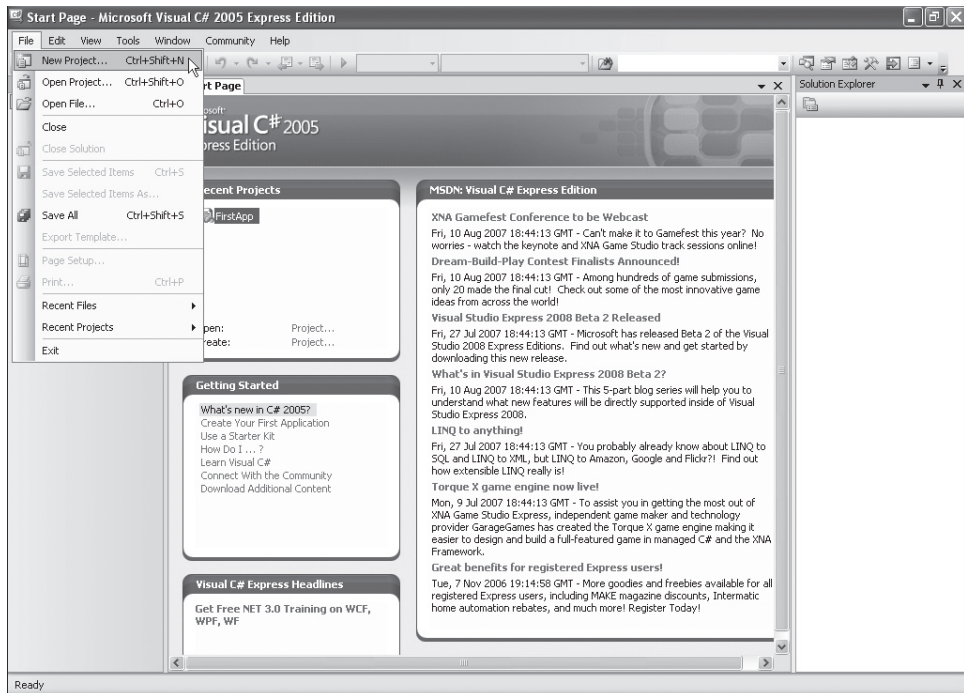 Start Page - Microsoft Visual C# 2005 Express Edition
File Edit View Tools Window Community Help
New Project... Ctrl+Shift+N
Open Project... Ctrl+Shift+O
Open File... Ctrl+O
Close
Close Solution
Save Selected Items Ctrl+S
Save Selected Items As...
Save All Ctrl+Shift+S
Export Template...
Page Setup...
Print... Ctrl+P
Recent Files
Recent Projects
Exit
rt Page
isual C# 2005
press Edition
ecent Projects
FirstApp
pen: Project...
reate: Project...
Getting Started
What's new in C# 2005?
Create Your First Application
Use a Starter Kit
How Do I ... ?
Learn Visual C#
Connect With the Community
Download Additional Content
Visual C# Express Headlines
Get Free NET 3.0 Training on WCF,
WPF, WF
MSDN: Visual C# Express Edition
XNA Gamefest Conference to be Webcast
Fri, 10 Aug 2007 18:44:13 GMT - Can't make it to Gamefest this year? No
worries - watch the keynote and XNA Game Studio track sessions online!
Dream-Build-Play Contest Finalists Announced!
Fri, 10 Aug 2007 18:44:13 GMT - Among hundreds of game submissions,
only 20 made the final cut! Check out some of the most innovative game
ideas from across the world!
Visual Studio Express 2008 Beta 2 Released
Fri, 27 Jul 2007 18:44:13 GMT - Microsoft has released Beta 2 of the Visual
Studio 2008 Express Editions. Find out what's new and get started by
downloading this new release.
What's in Visual Studio Express 2008 Beta 2?
Fri, 10 Aug 2007 18:44:13 GMT - This 5-part blog series will help you to
understand what new features will be directly supported inside of Visual
Studio Express 2008.
LINQ to anything!
Fri, 27 Jul 2007 18:44:13 GMT - You probably already know about LINQ to
SQL and LINQ to XML, but LINQ to Amazon, Google and Flickr?! Find out
how extensible LINQ really is!
Torque X game engine now live!
Mon, 9 Jul 2007 18:44:13 GMT - To assist you in getting the most out of
XNA Game Studio Express, independent game maker and technology
provider GarageGames has created the Torque X game engine making it
easier to design and build a full-featured game in managed C# and the XNA
Framework.
Great benefits for registered Express users!
Tue, 7 Nov 2006 19:14:58 GMT - More goodies and freebies available for all
registered Express users, including MAKE magazine discounts, Intermatic
home automation rebates, and much more! Register Today!
Solution Explorer
Ready